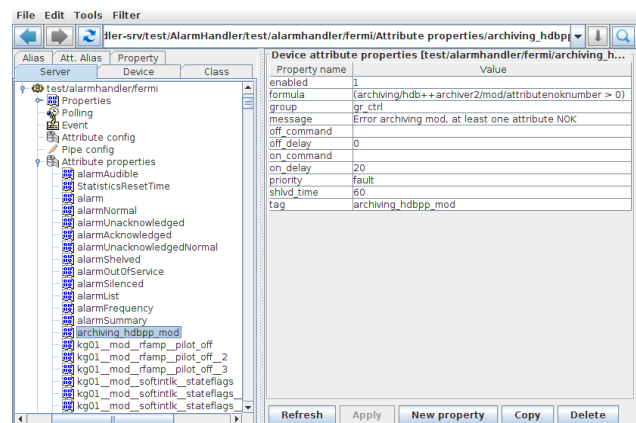 File Edit Tools Filter
dler-srv/test/AlarmHandler/test/alarmhandler/fermi/Attribute properties/archiving_hdbpp
Alias Att. Alias Property
Server Device Class
test/alarmhandler/fermi
Properties
Polling
Event
Attribute config
Pipe config
Attribute properties
alarmAudible
StatisticsResetTime
alarm
alarmNormal
alarmUnacknowledged
alarmAcknowledged
alarmUnacknowledgedNormal
alarmShelved
alarmOutOfService
alarmSilenced
alarmList
alarmFrequency
alarmSummary
archiving_hdbpp_mod
kg01__mod__rfamp__pilot_off
kg01__mod__rfamp__pilot_off__2
kg01__mod__rfamp__pilot_off__3
kg01__mod__softintlk__stateflags
kg01__mod__softintlk__stateflags_
kg01__mod__softintlk__stateflags_
Device attribute properties [test/alarmhandler/fermi/archiving_h...
Property name Value
enabled 1
formula (archiving/hdb++archiver2/mod/attributenoknumber > 0)
group gr_ctrl
message Error archiving mod, at least one attribute NOK
off_command
off_delay 0
on_command
on_delay 20
priority fault
shlvd_time 60
tag archiving_hdbpp_mod
Refresh Apply New property Copy Delete